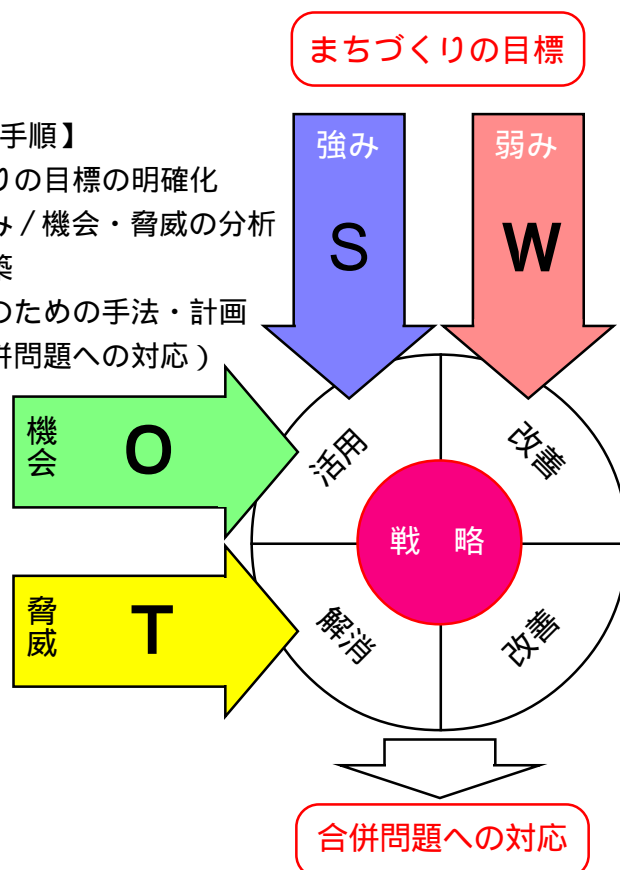 まちづくりの目標
手順】
りの目標の明確化
み / 機会・脅威の分析
築
のための手法・計画
併問題への対応 )
強み
S
弱み
W
機会
O
脅威
T
活用
改善
戦　略
解消
改善
合併問題への対応